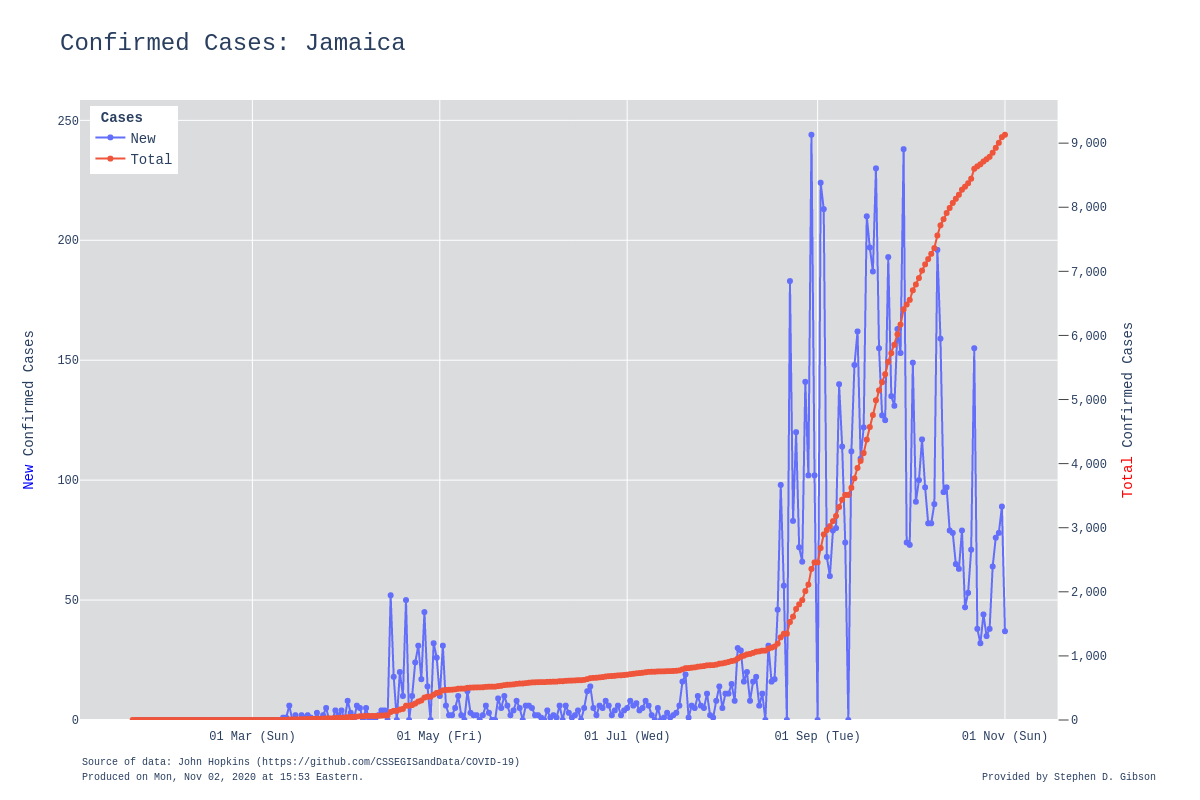 Confirmed Cases: Jamaica
Cases
New
Total
250
200
150
100
50
0
9,000
8,000
7,000
6,000
5,000
4,000
3,000
2,000
1,000
0
New Confirmed Cases
Total Confirmed Cases
01 Mar (Sun)
01 May (Fri)
01 Jul (Wed)
01 Sep (Tue)
01 Nov (Sun)
Source of data: John Hopkins (https://github.com/CSSEGISandData/COVID-19)
Produced on Mon, Nov 02, 2020 at 15:53 Eastern.
Provided by Stephen D. Gibson